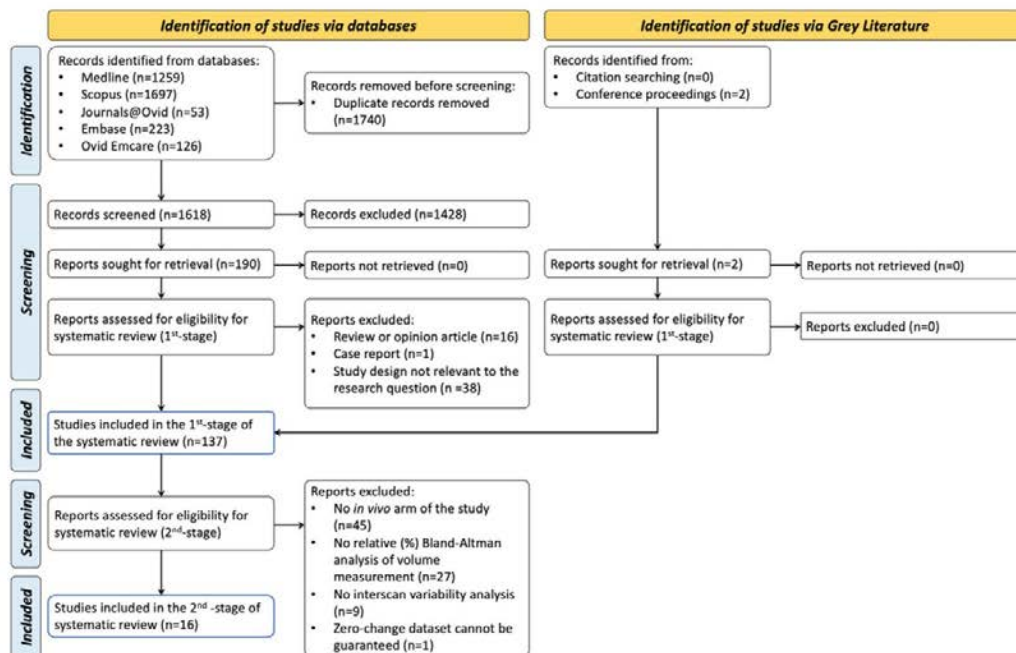 Identification of studies via databases
Identification of studies via Grey Literature
Identification
Records identified from databases:
• Medline (n=1259)
• Scopus (n=1697)
• Journals@Ovid (n=53)
• Embase (n=223)
• Ovid Emcare (n=126)
Records removed before screening:
• Duplicate records removed
(n=1740)
Records identified from:
• Citation searching (n=0)
• Conference proceedings (n=2)
Screening
Records screened (n=1618)
Records excluded (n=1428)
Reports sought for retrieval (n=190)
Reports not retrieved (n=0)
Reports sought for retrieval (n=2)
Reports not retrieved (n=0)
Reports assessed for eligibility for
systematic review (1st-stage)
Reports excluded:
• Review or opinion article (n=16)
• Case report (n=1)
• Study design not relevant to the
research question (n =38)
Reports assessed for eligibility for
systematic review (1st-stage)
Reports excluded (n=0)
Included
Studies included in the 1st-stage of
the systematic review (n=137)
Screening
Reports assessed for eligibility for
systematic review (2nd-stage)
Reports excluded:
• No in vivo arm of the study
(n=45)
• No relative (%) Bland-Altman
analysis of volume
measurement (n=27)
• No interscan variability analysis
(n=9)
• Zero-change dataset cannot be
guaranteed (n=1)
Included
Studies included in the 2nd -stage of
systematic review (n=16)